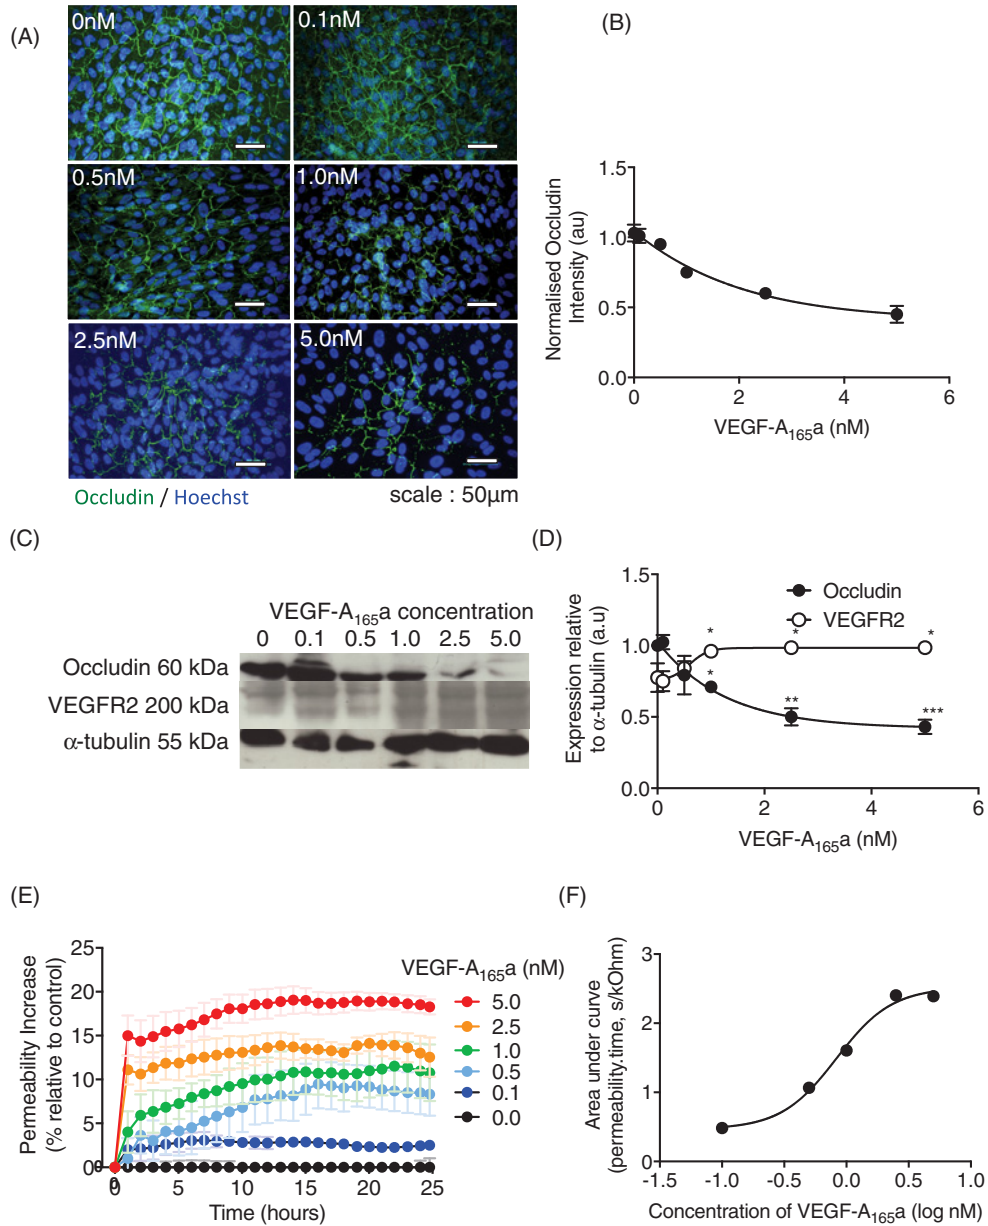 (A)
0nM
0.1nM
0.5nM
1.0nM
2.5nM
5.0nM
Occludin / Hoechst
scale : 50μm
(B)
1.5
1.0
0.5
0.0
0 2 4 6
Normalised Occludin
Intensity (au)
VEGF-A165a (nM)
(C)
VEGF-A165a concentration
0 0.1 0.5 1.0 2.5 5.0
Occludin 60 kDa
VEGFR2 200 kDa
α-tubulin 55 kDa
(D)
1.5
1.0
0.5
0.0
0 2 4 6
Occludin
VEGFR2
* * *
* ** ***
Expression relative
to α-tubulin (a.u)
VEGF-A165a (nM)
(E)
25
20
15
10
5
0
0 5 10 15 20 25
Permeability Increase
(% relative to control)
Time (hours)
VEGF-A165a (nM)
5.0
2.5
1.0
0.5
0.1
0.0
(F)
3
2
1
0
-1.5 -1.0 -0.5 0.0 0.5 1.0
Area under curve
(permeability.time, s/kOhm)
Concentration of VEGF-A165a (log nM)